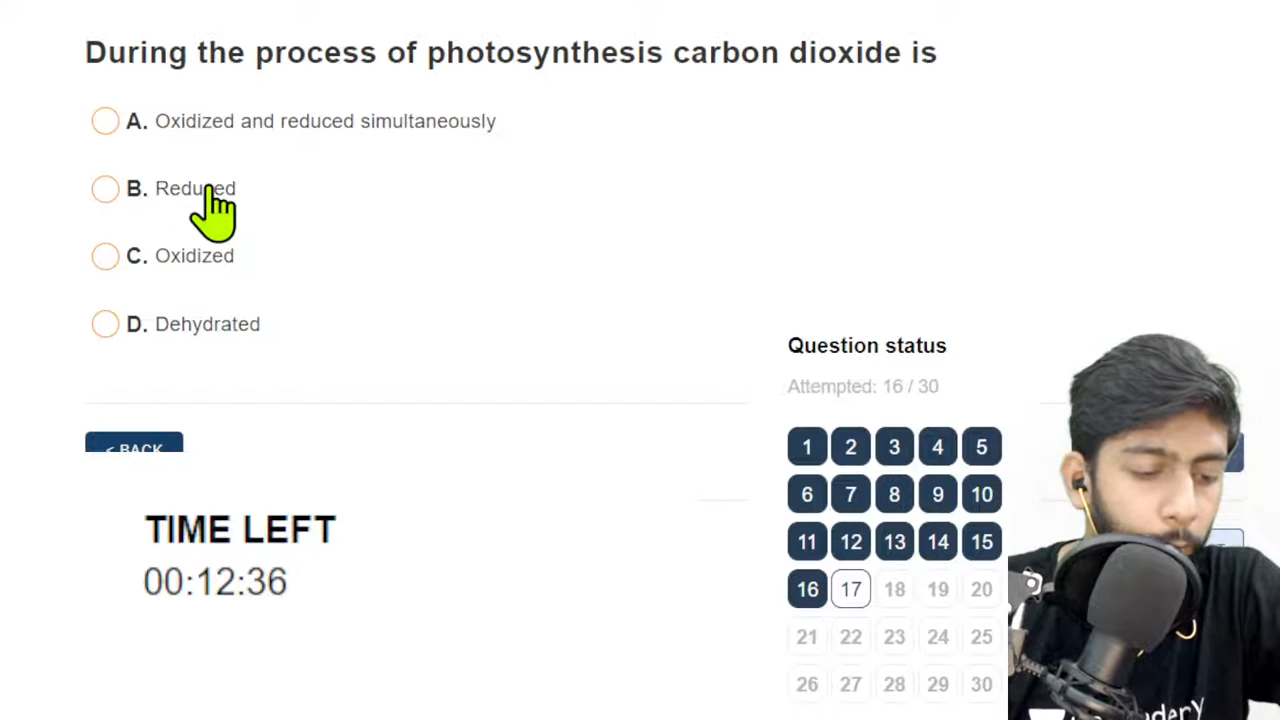 During the process of photosynthesis carbon dioxide is
A. Oxidized and reduced simultaneously
B. Reduced
C. Oxidized
D. Dehydrated
Question status
Attempted: 16 / 30
1 2 3 4 5
6 7 8 9 10
11 12 13 14 15
16 17 18 19 20
21 22 23 24 25
26 27 28 29 30
< BACK
TIME LEFT
00:12:36